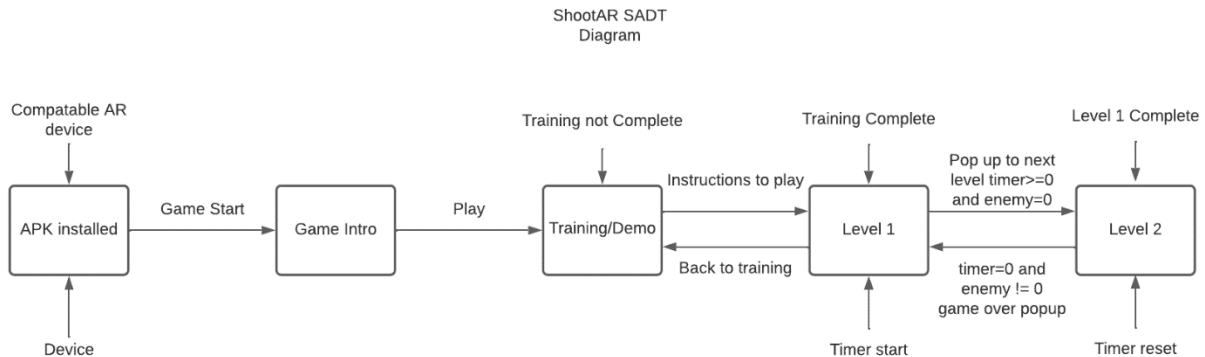 ShootAR SADT
Diagram
Compatable AR
device
Training not Complete
Training Complete
Level 1 Complete
Pop up to next
level timer>=0
and enemy=0
Instructions to play
Game Start
Play
APK installed
Game Intro
Training/Demo
Level 1
Level 2
Back to training
timer=0 and
enemy != 0
game over popup
Device
Timer start
Timer reset